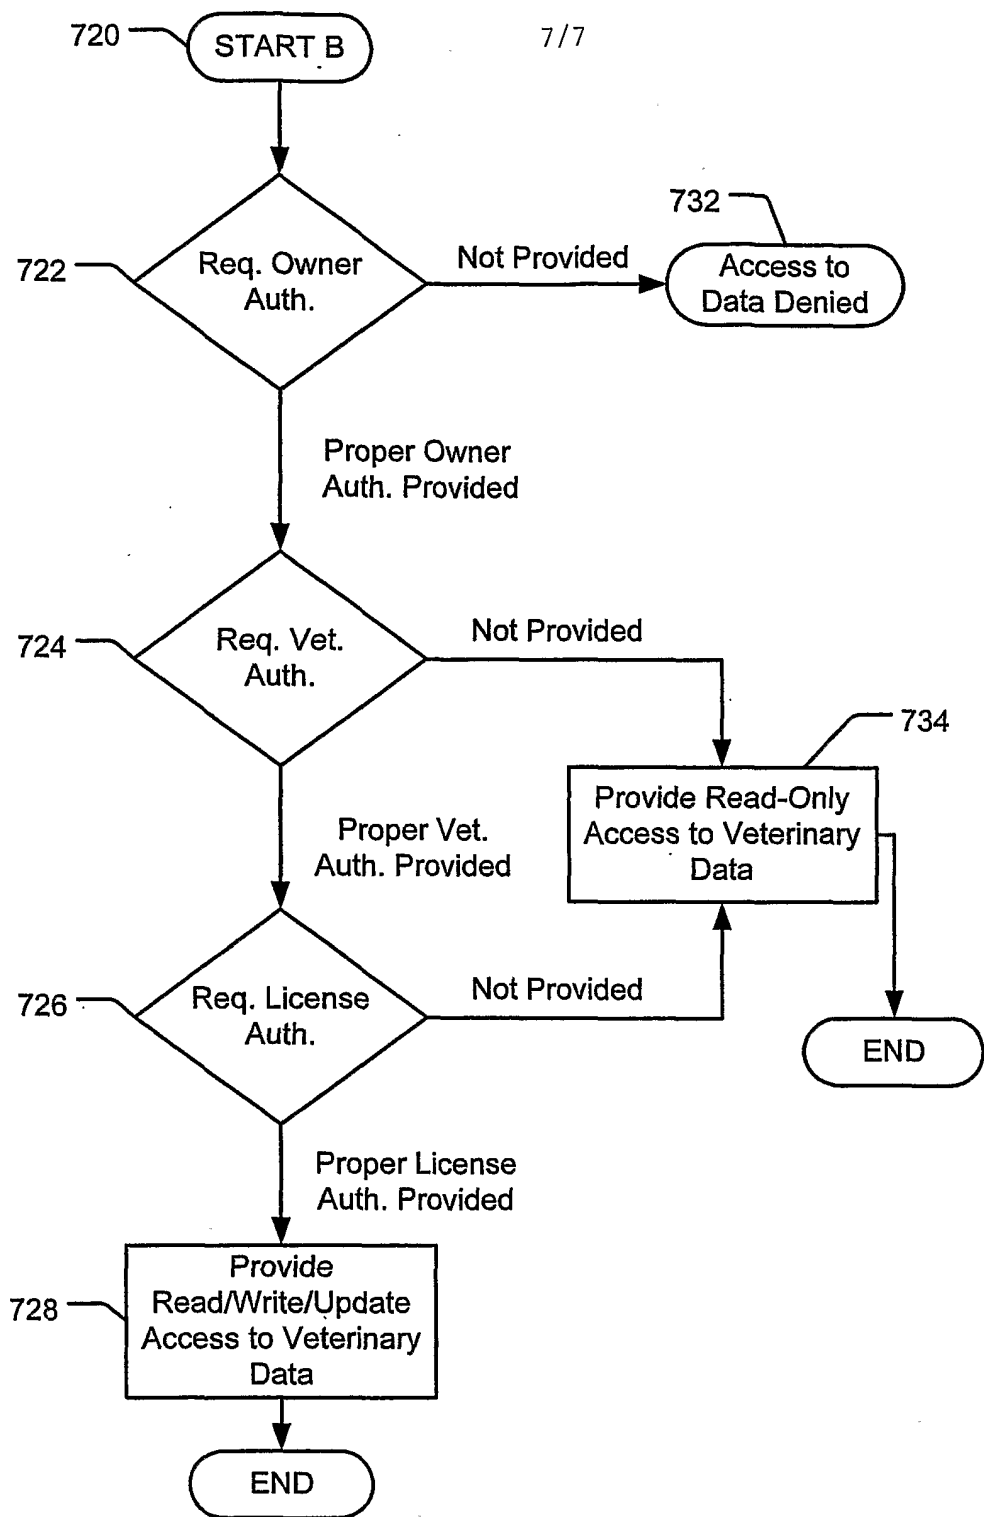 720
START B
7/7
732
722
Req. Owner
Auth.
Not Provided
Access to
Data Denied
Proper Owner
Auth. Provided
724
Req. Vet.
Auth.
Not Provided
734
Provide Read-Only
Access to Veterinary
Data
Proper Vet.
Auth. Provided
726
Req. License
Auth.
Not Provided
END
Proper License
Auth. Provided
728
Provide
Read/Write/Update
Access to Veterinary
Data
END